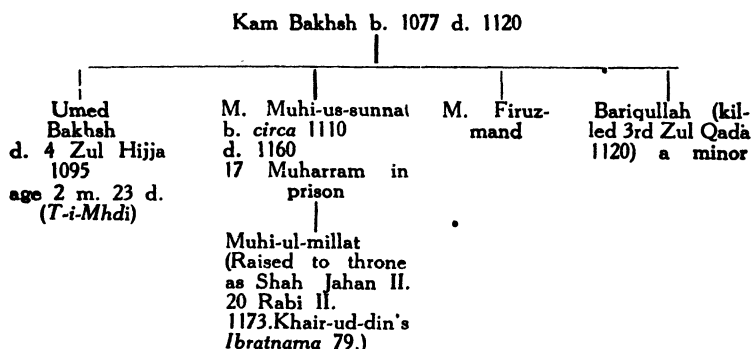 Kam Bakhsh b. 1077 d. 1120
Umed
Bakhsh
d. 4 Zul Hijja
1095
age 2 m. 23 d.
(T-i-Mhdi)
M. Muhi-us-sunnat
b. circa 1110
d. 1160
17 Muharram in
prison
Muhi-ul-millat
(Raised to throne
as Shah Jahan II.
20 Rabi II.
1173.Khair-ud-din's
Ibratnama 79.)
M. Firuz-
mand
Bariqullah (kil-
led 3rd Zul Qada
1120) a minor